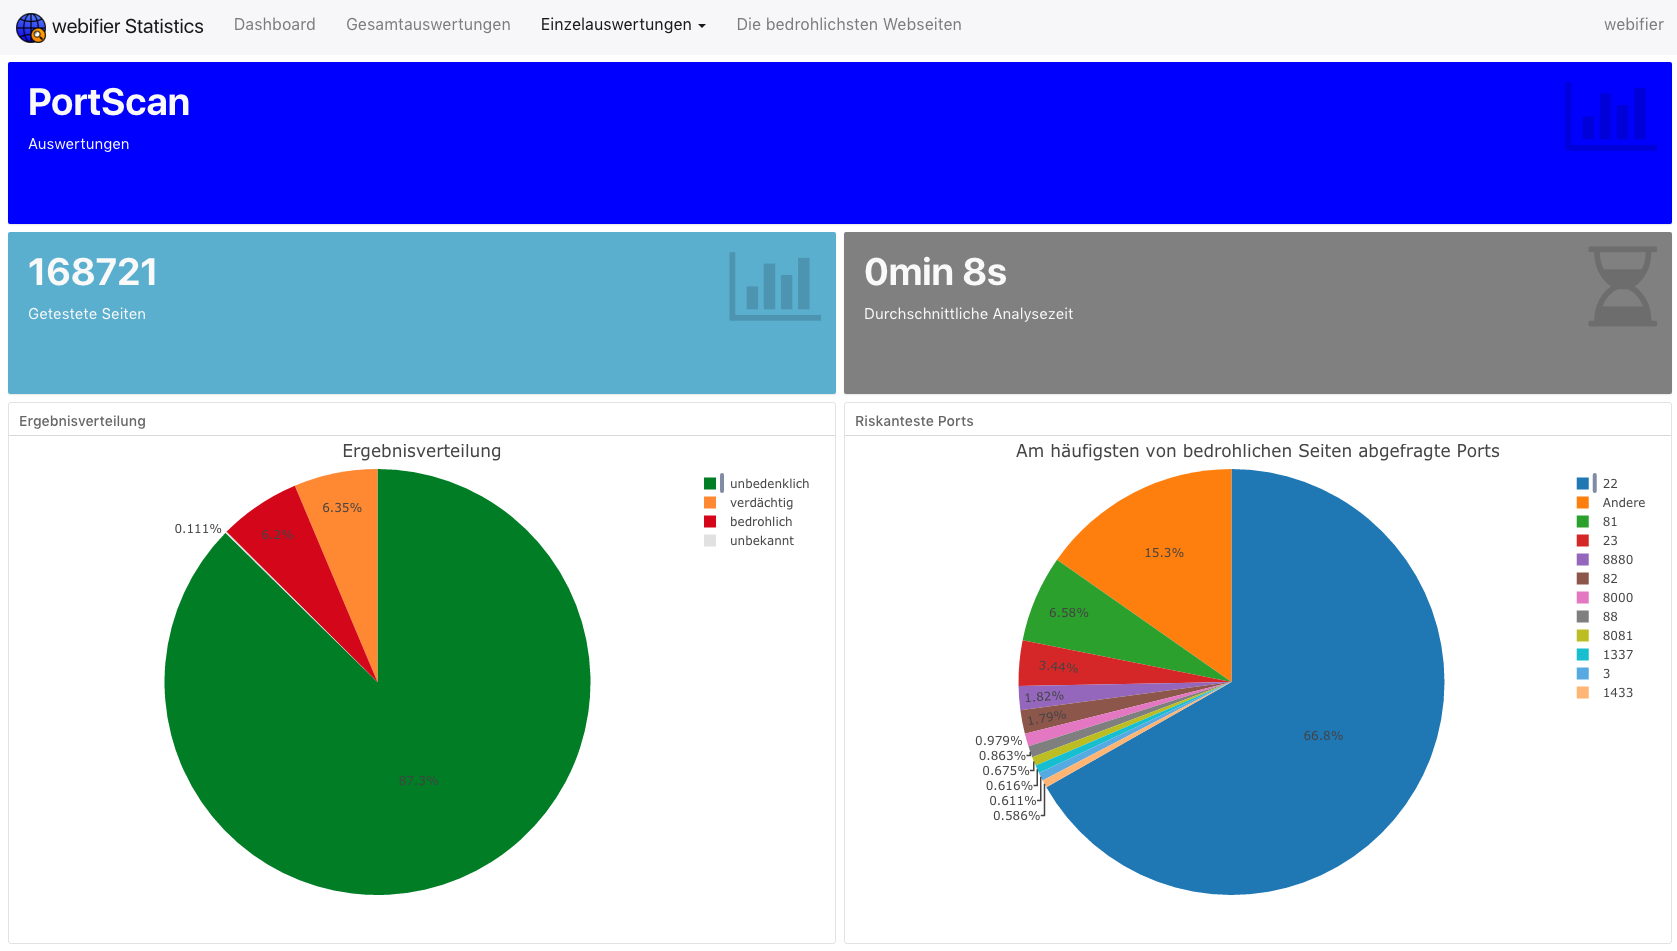 webifier Statistics Dashboard Gesamtauswertungen Einzelauswertungen Die bedrohlichsten Webseiten webifier
PortScan
Auswertungen
168721
Getestete Seiten
0min 8s
Durchschnittliche Analysezeit
Ergebnisverteilung
Ergebnisverteilung
6.35%
6.2%
0.111%
87.3%
unbedenklich
verdächtig
bedrohlich
unbekannt
Riskanteste Ports
Am häufigsten von bedrohlichen Seiten abgefragte Ports
15.3%
6.58%
3.44%
1.82%
1.79%
0.979%
0.863%
0.675%
0.616%
0.611%
0.586%
66.8%
22
Andere
81
23
8880
82
8000
88
8081
1337
3
1433